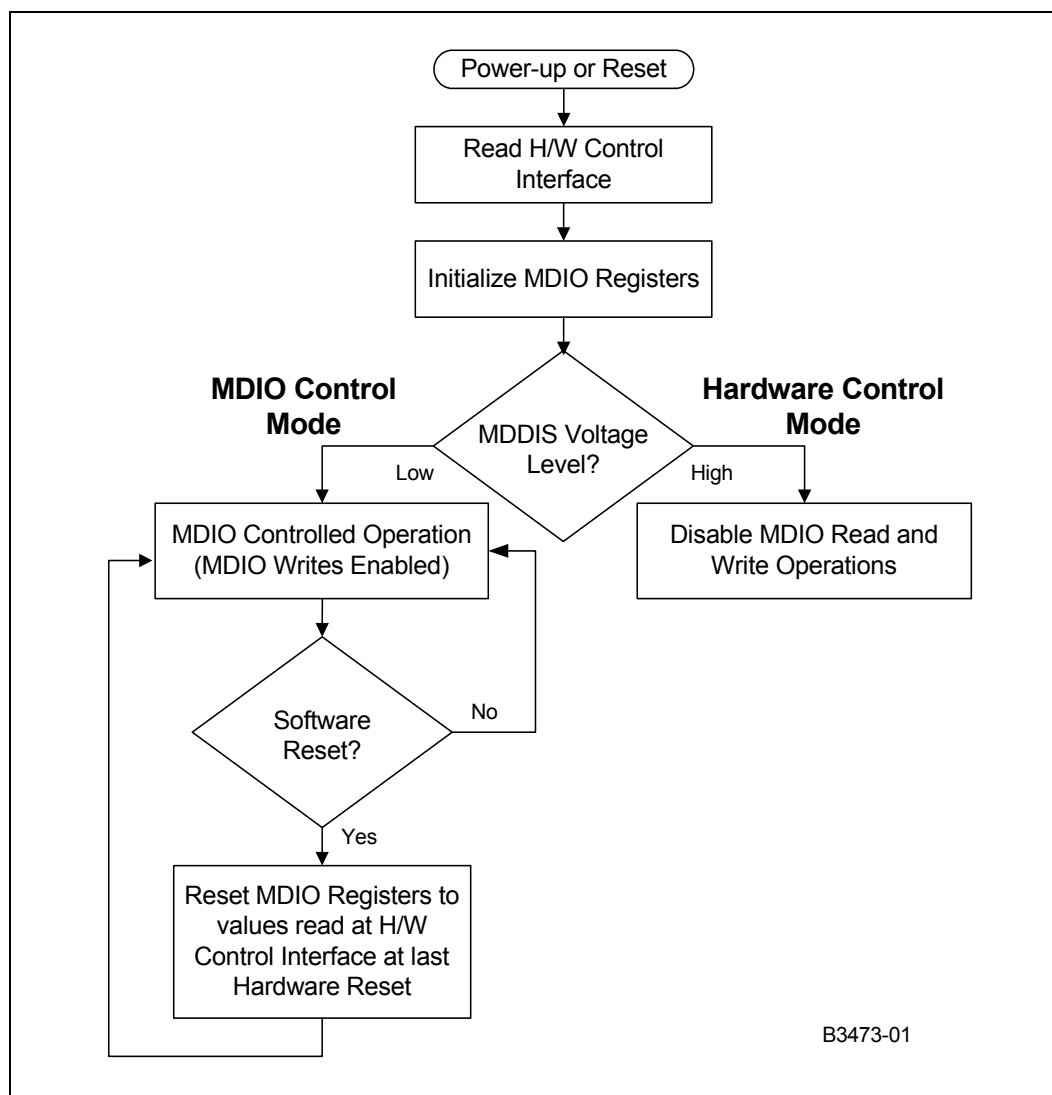 Power-up or Reset
Read H/W Control
Interface
Initialize MDIO Registers
MDIO Control
Mode
Hardware Control
Mode
MDDIS Voltage
Level?
Low
High
MDIO Controlled Operation
(MDIO Writes Enabled)
Disable MDIO Read and
Write Operations
Software
Reset?
No
Yes
Reset MDIO Registers to
values read at H/W
Control Interface at last
Hardware Reset
B3473-01